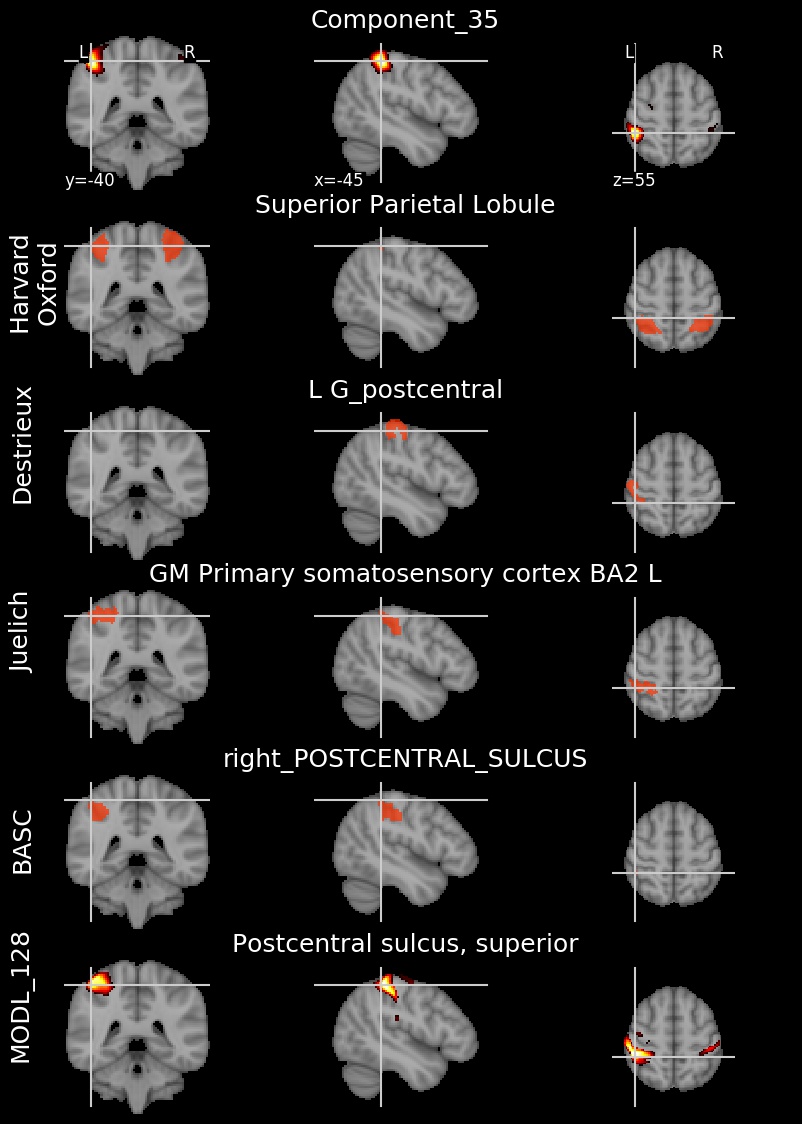 Component_35
L R
L R
y=-40 x=-45 z=55
Superior Parietal Lobule
Harvard
Oxford
L G_postcentral
Destrieux
GM Primary somatosensory cortex BA2 L
Juelich
right_POSTCENTRAL_SULCUS
BASC
Postcentral sulcus, superior
MODL_128